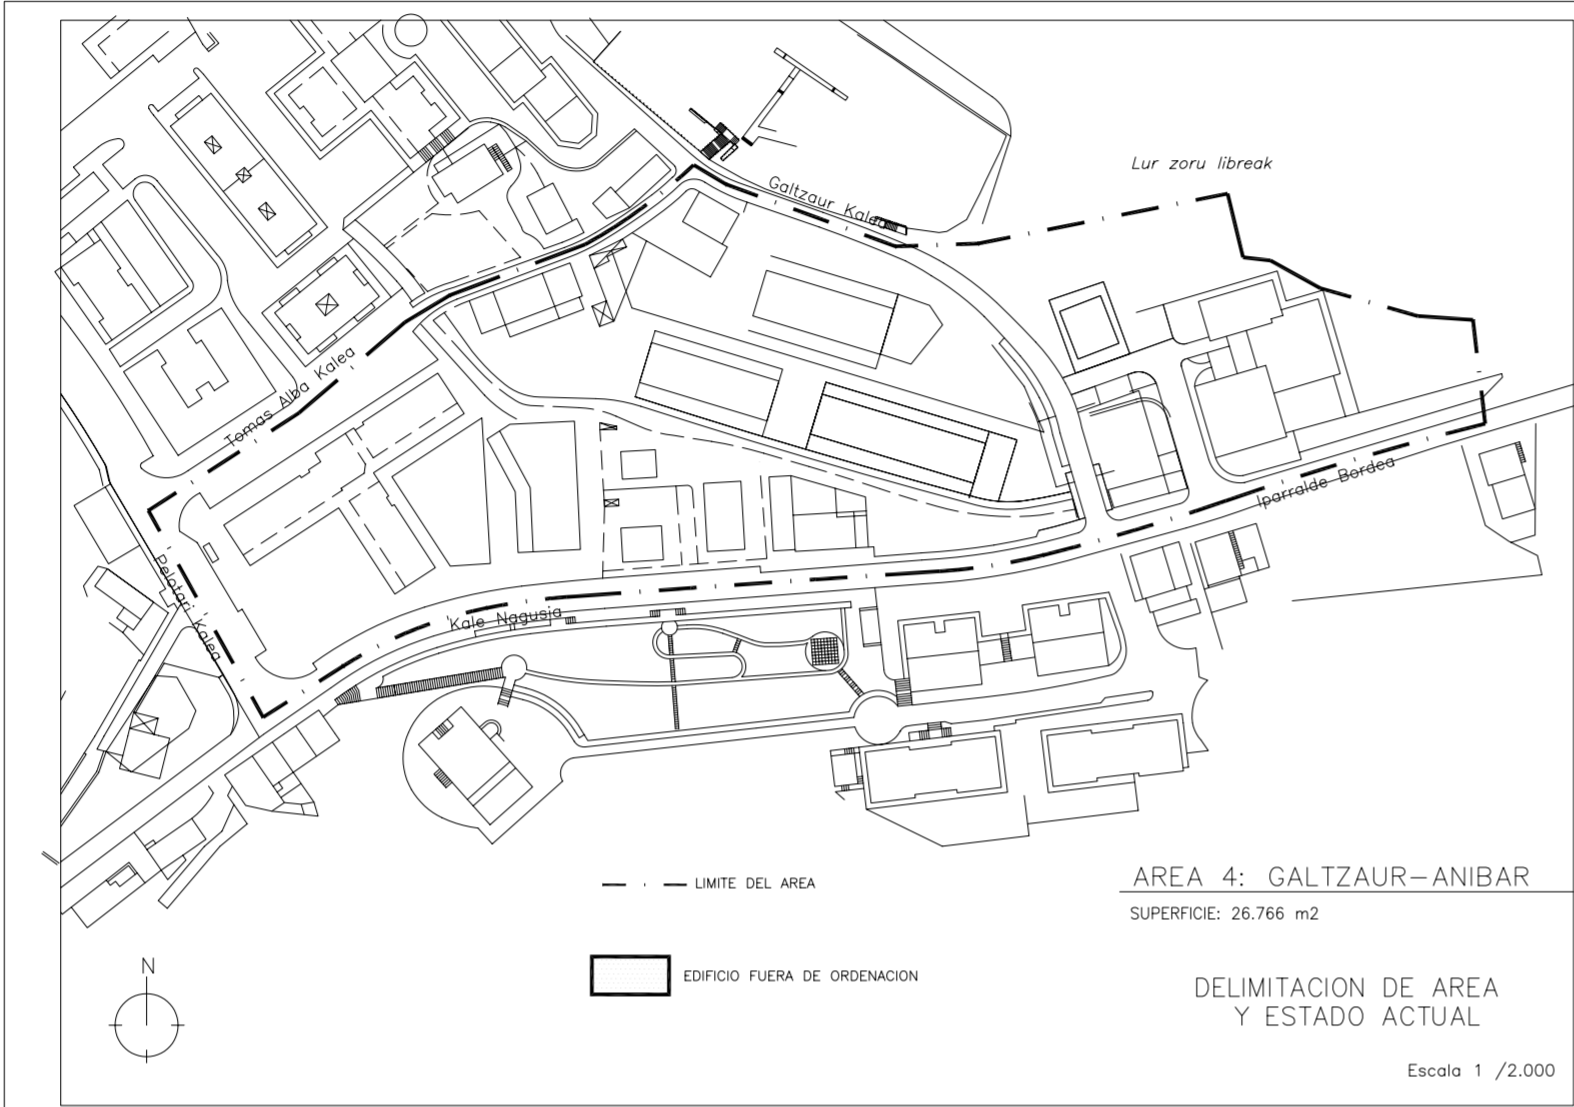 Lur zoru libreak
Galtzaur Kalea
Tomas Alba Kalea
Iparralde Bordea
Pelotari Kalea
Kale Nagusia
LIMITE DEL AREA
AREA 4: GALTZAUR-ANIBAR
SUPERFICIE: 26.766 m2
EDIFICIO FUERA DE ORDENACION
N
DELIMITACION DE AREA
Y ESTADO ACTUAL
Escala 1 /2.000